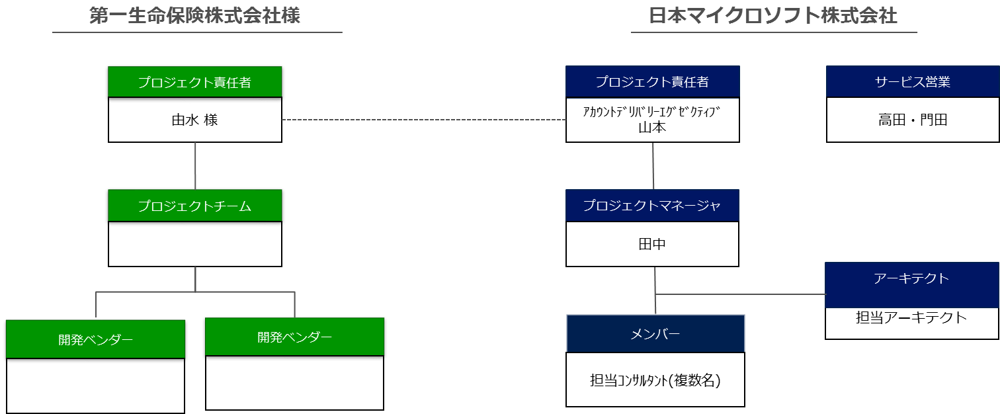 第一生命保険株式会社様
日本マイクロソフト株式会社
プロジェクト責任者
由水 様
プロジェクトチーム
開発ベンダー
開発ベンダー
プロジェクト責任者
ｱｶｳﾝﾄﾃﾞﾘﾊﾞﾘｰｴｸﾞｾﾞｸﾃｨﾌﾞ
山本
サービス営業
高田・門田
プロジェクトマネージャ
田中
アーキテクト
担当アーキテクト
メンバー
担当ｺﾝｻﾙﾀﾝﾄ(複数名)